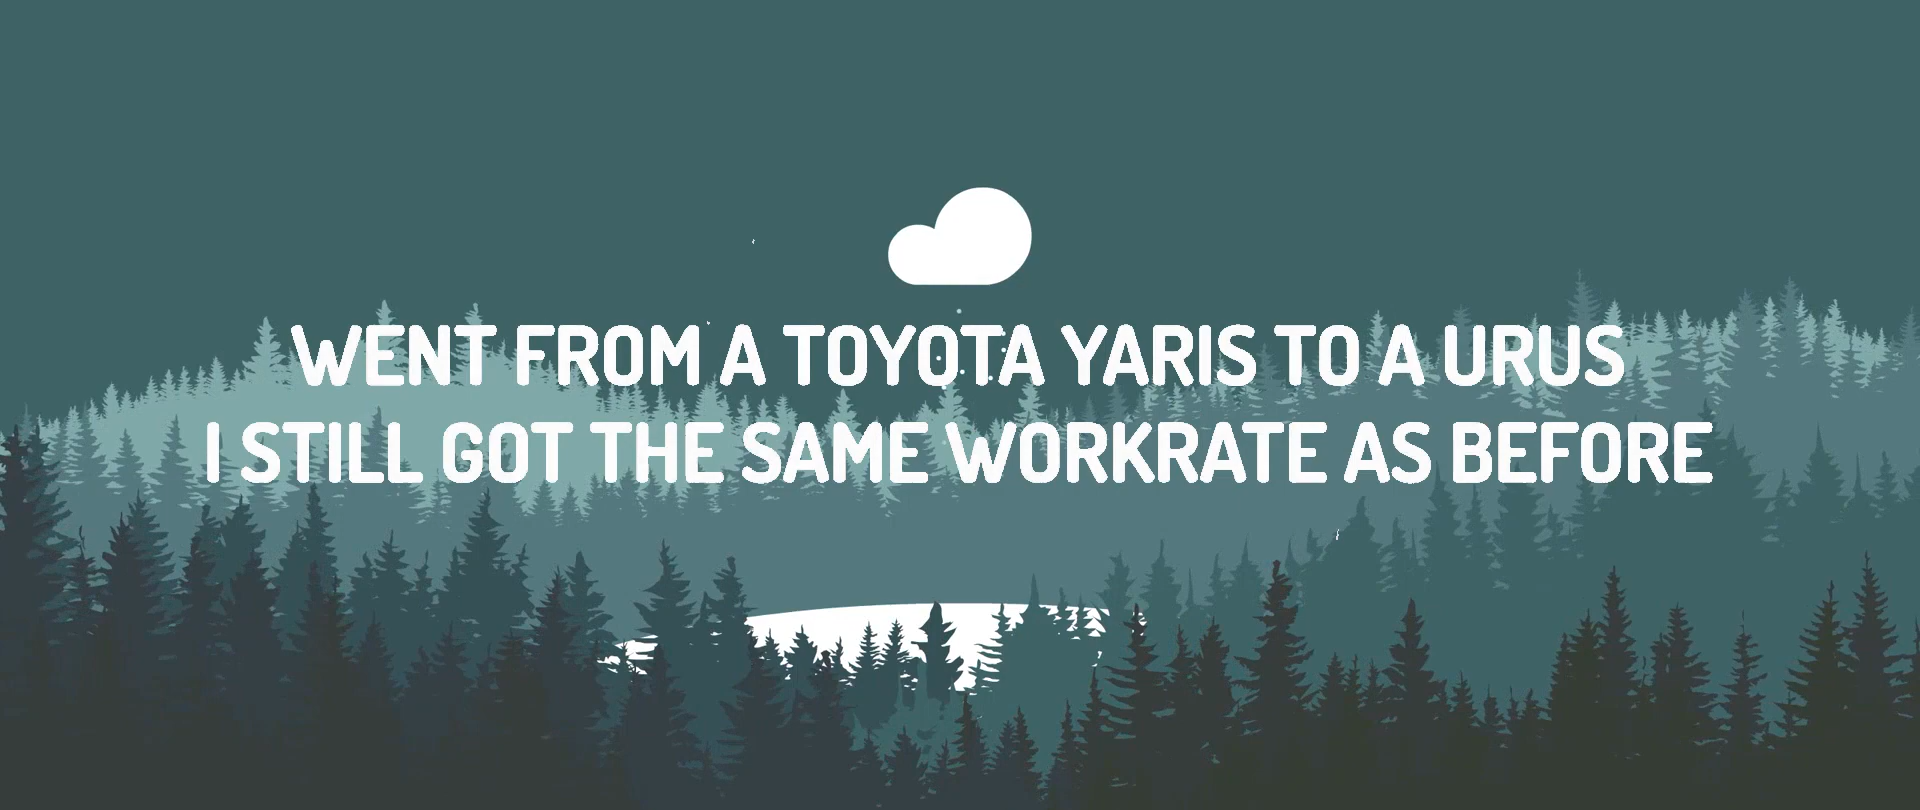 WENT FROM A TOYOTA YARIS TO A URUS
I STILL GOT THE SAME WORKRATE AS BEFORE